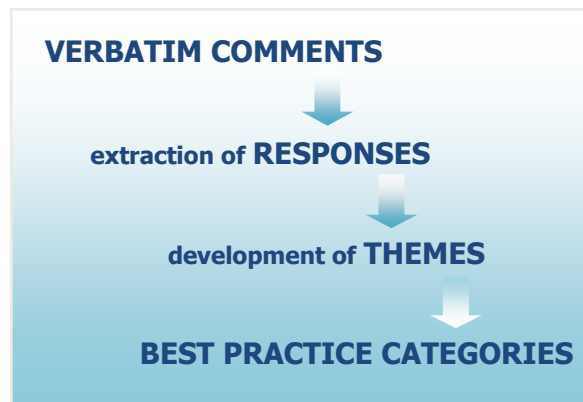 VERBATIM COMMENTS
extraction of RESPONSES
development of THEMES
BEST PRACTICE CATEGORIES